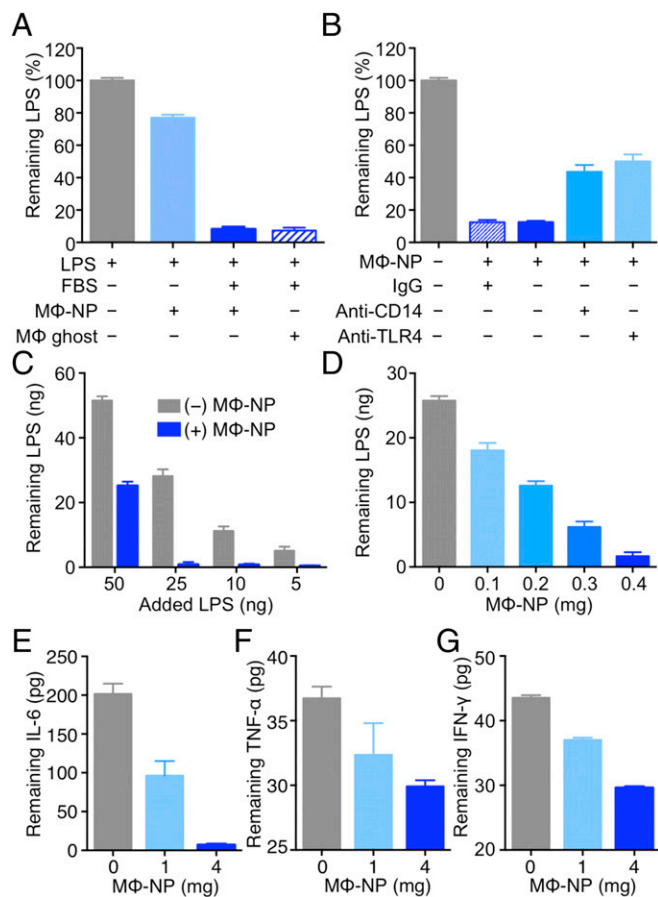 A
Remaining LPS (%)
120
100
80
60
40
20
0
LPS + + + +
FBS − − + +
MΦ-NP − + + −
MΦ ghost − − − +
B
Remaining LPS (%)
120
100
80
60
40
20
0
MΦ-NP − + + + +
IgG − + − − −
Anti-CD14 − − − + −
Anti-TLR4 − − − − +
C
Remaining LPS (ng)
60
40
20
0
(−) MΦ-NP
(+) MΦ-NP
50 25 10 5
Added LPS (ng)
D
Remaining LPS (ng)
30
20
10
0
0 0.1 0.2 0.3 0.4
MΦ-NP (mg)
E
Remaining IL-6 (pg)
250
200
150
100
50
0
0 1 4
MΦ-NP (mg)
F
Remaining TNF-α (pg)
40
35
30
25
0 1 4
MΦ-NP (mg)
G
Remaining IFN-γ (pg)
50
40
30
20
0 1 4
MΦ-NP (mg)